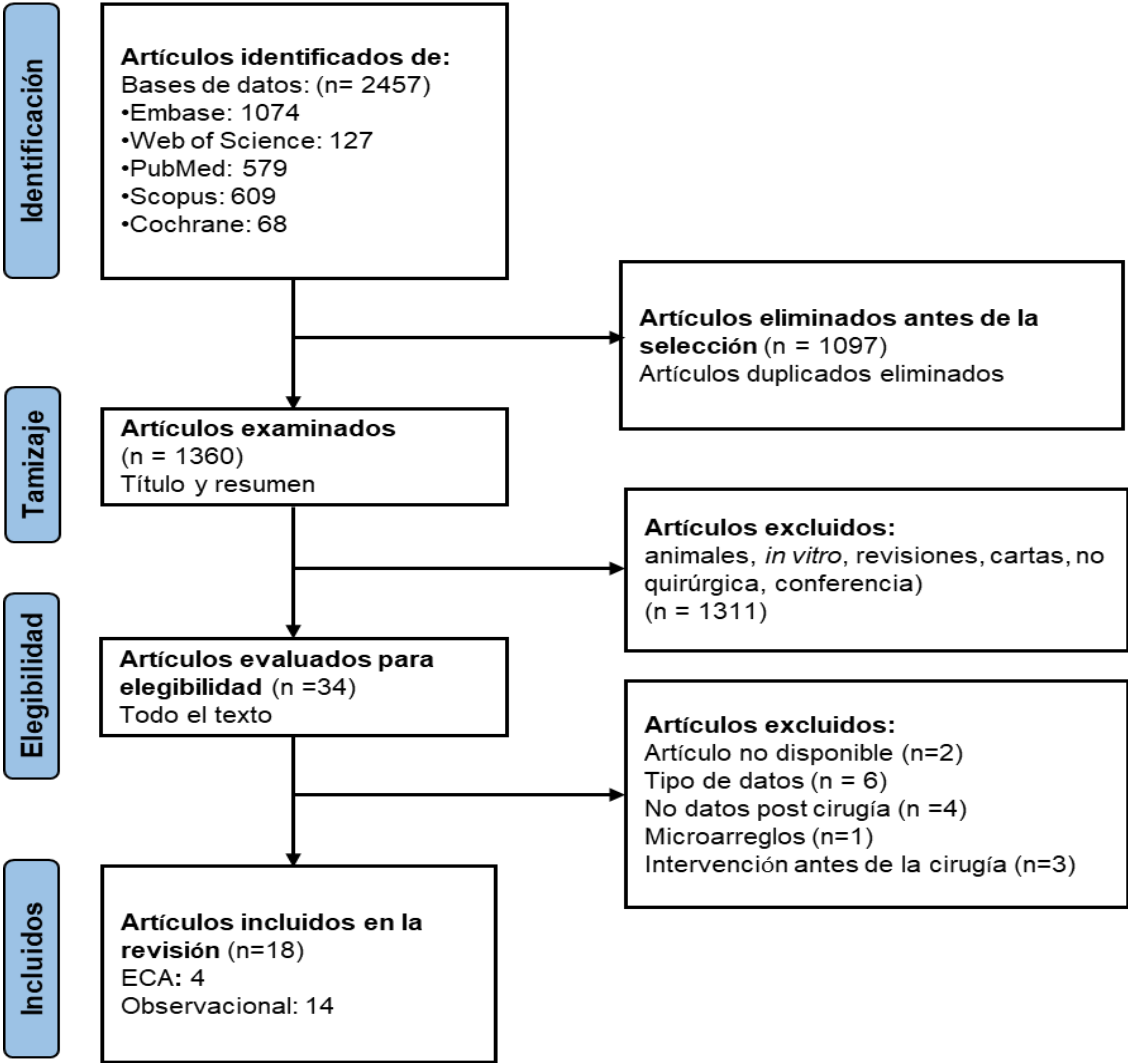 Identificación
Artículos identificados de:
Bases de datos: (n= 2457)
•Embase: 1074
•Web of Science: 127
•PubMed: 579
•Scopus: 609
•Cochrane: 68
Artículos eliminados antes de la
selección (n = 1097)
Artículos duplicados eliminados
Tamizaje
Artículos examinados
(n = 1360)
Título y resumen
Artículos excluidos:
animales, in vitro, revisiones, cartas, no
quirúrgica, conferencia)
(n = 1311)
Elegibilidad
Artículos evaluados para
elegibilidad (n =34)
Todo el texto
Artículos excluidos:
Artículo no disponible (n=2)
Tipo de datos (n = 6)
No datos post cirugía (n =4)
Microarreglos (n=1)
Intervención antes de la cirugía (n=3)
Incluidos
Artículos incluidos en la
revisión (n=18)
ECA: 4
Observacional: 14